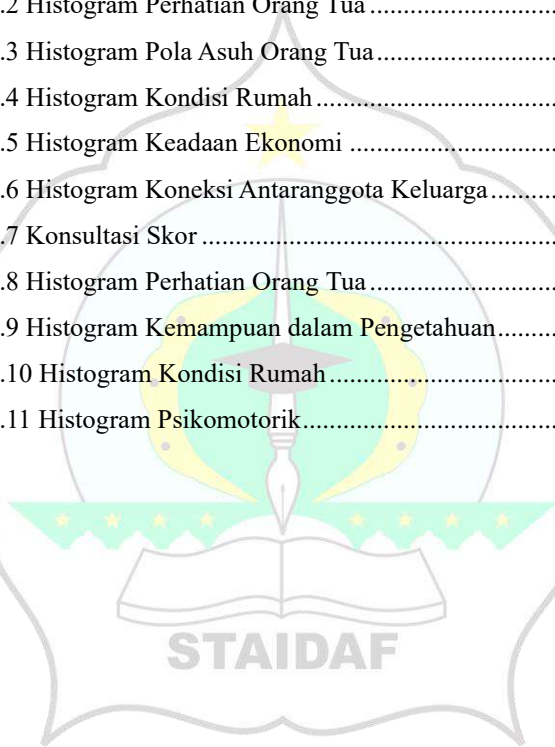 .2 Histogram Perhatian Orang Tua ....................................
.3 Histogram Pola Asuh Orang Tua ....................................
.4 Histogram Kondisi Rumah ....................................
.5 Histogram Keadaan Ekonomi ....................................
.6 Histogram Koneksi Antaranggota Keluarga ....................................
.7 Konsultasi Skor ....................................
.8 Histogram Perhatian Orang Tua ....................................
.9 Histogram Kemampuan dalam Pengetahuan ....................................
.10 Histogram Kondisi Rumah ....................................
.11 Histogram Psikomotorik ....................................
STAIDAF